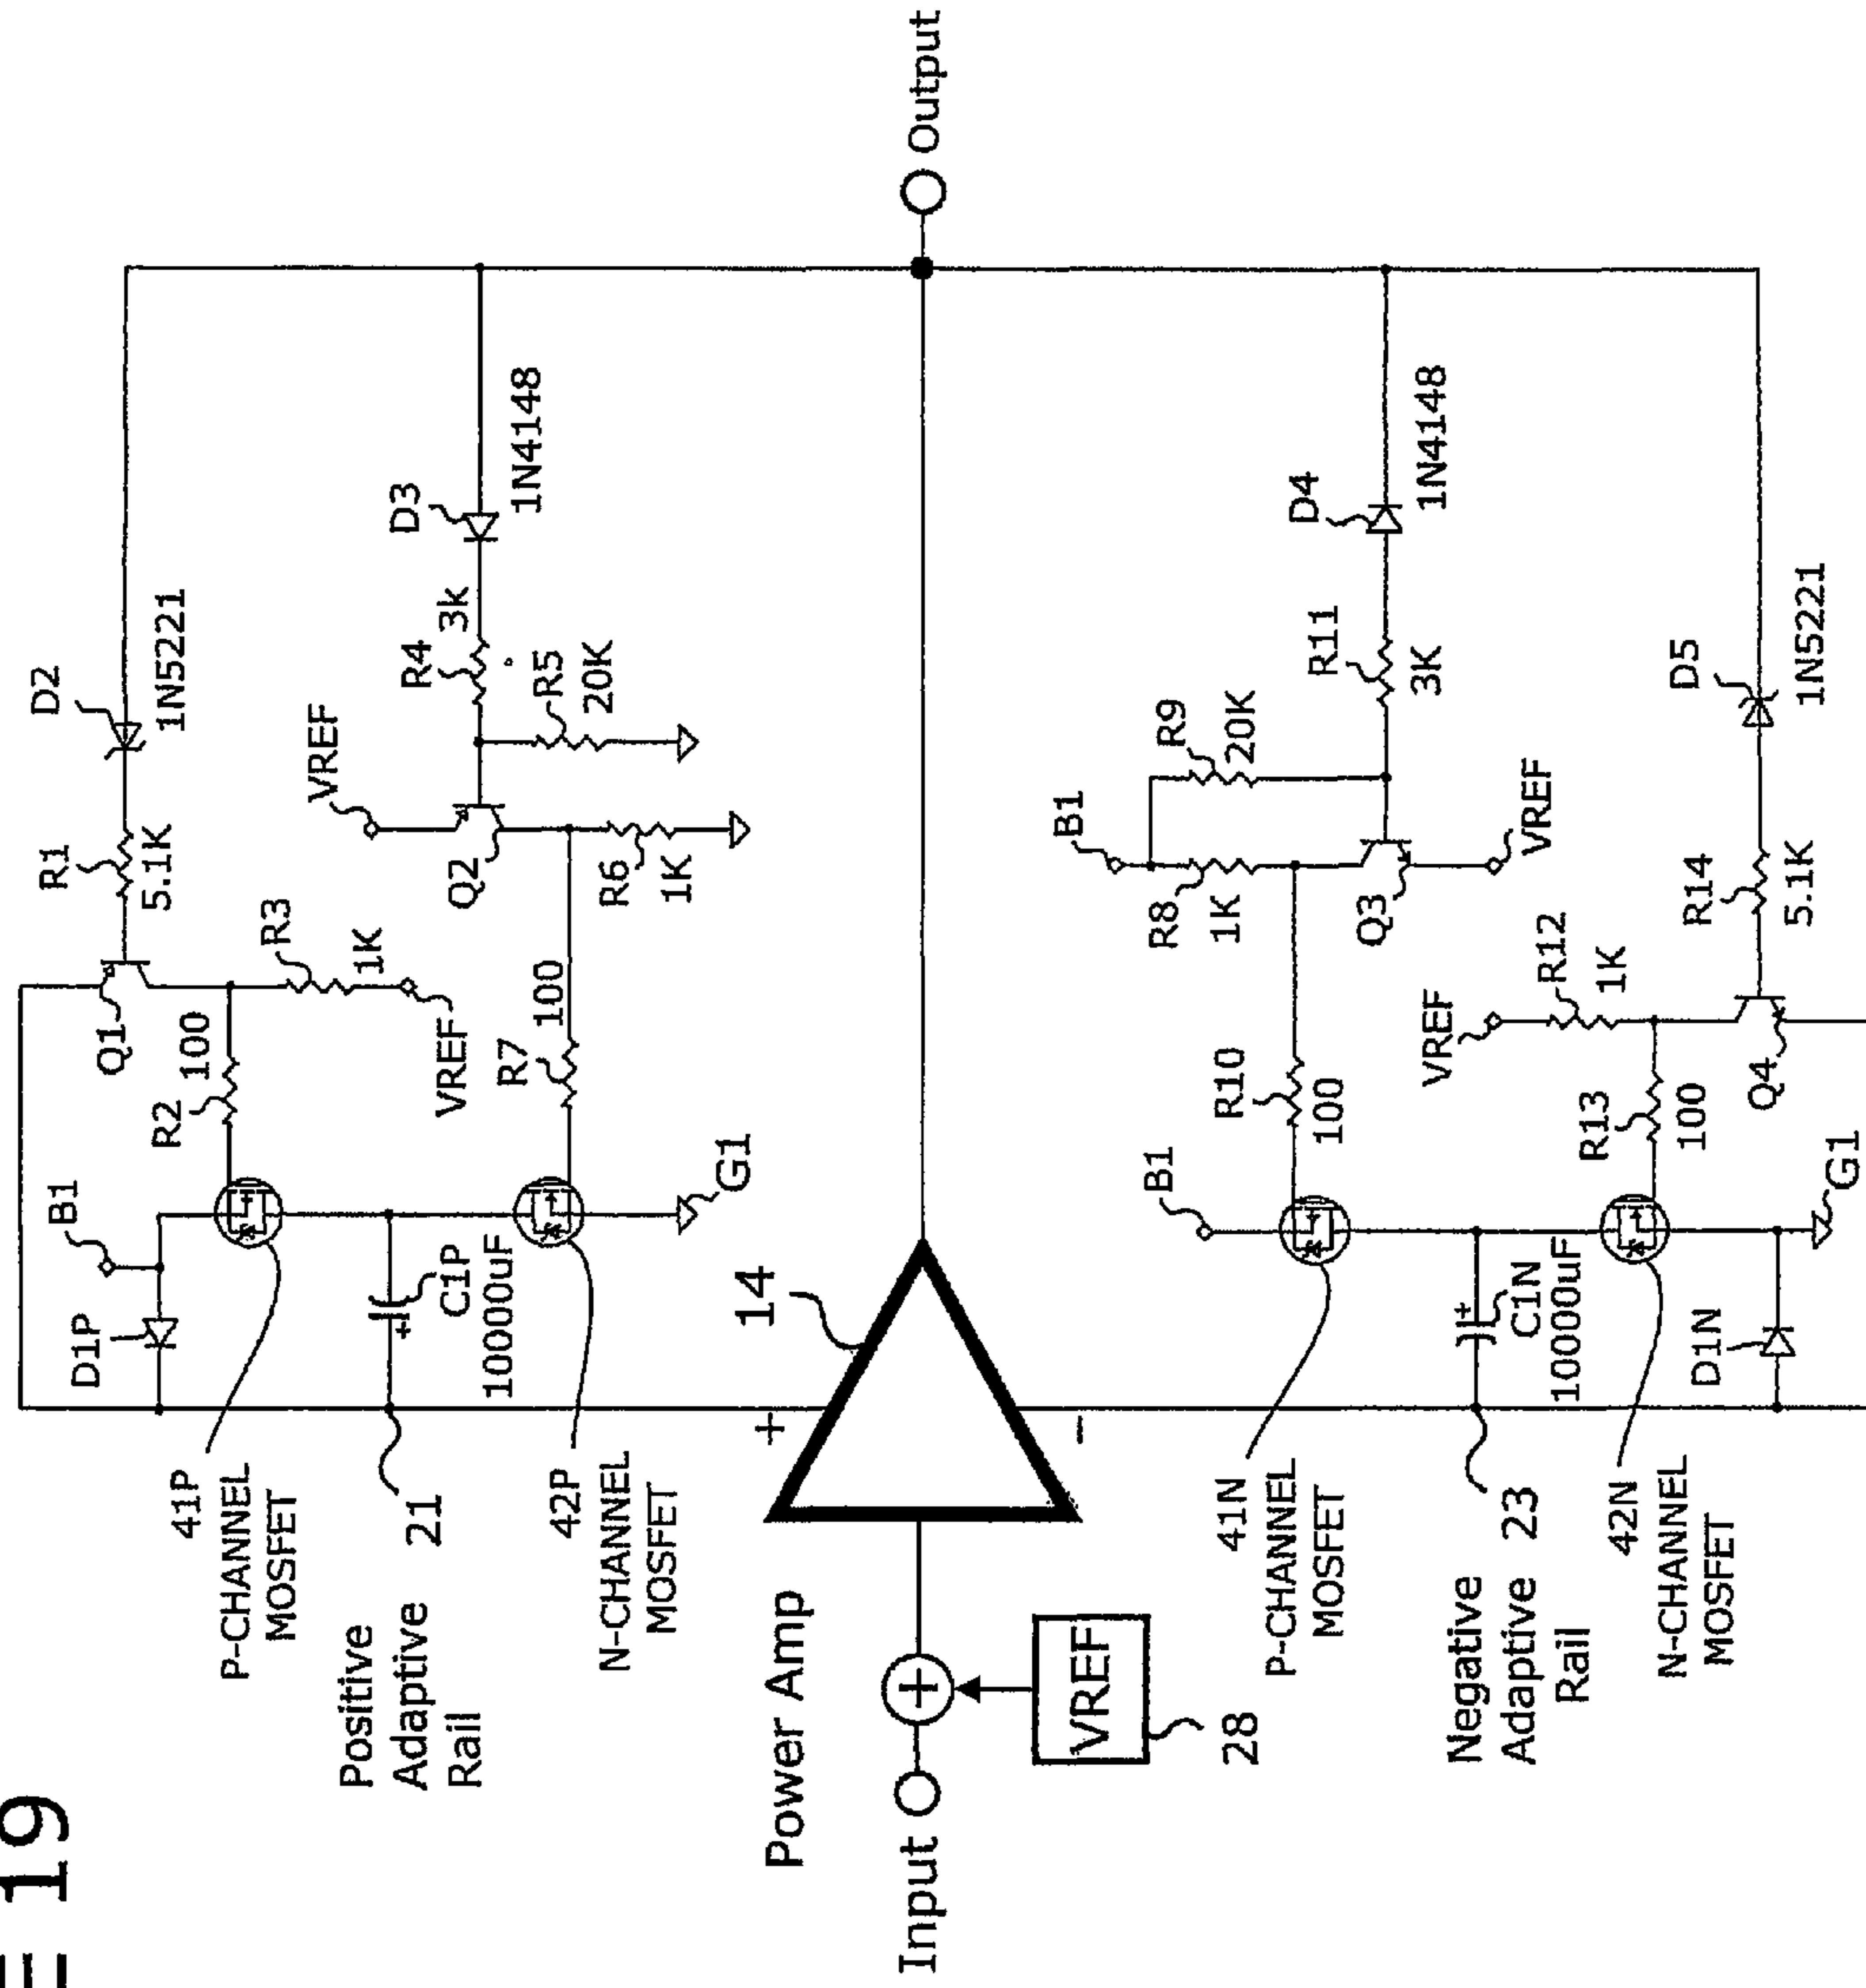 E 19
D2
1N5221
R1
5.1K
Q1
R3
1K
VREF
R2
100
B1
D1P
41P
P-CHANNEL
MOSFET
D3
1N4148
R4
3k
R5
20K
VREF
Q2
R6
1K
R7
100
G1
C1P
10000uF
42P
N-CHANNEL
MOSFET
Positive
Adaptive
Rail
21
Power Amp
14
+
-
Input
+
VREF
28
Output
D4
1N4148
R11
3K
R9
20K
B1
R8
1K
Q3
VREF
R10
100
B1
41N
P-CHANNEL
MOSFET
D5
1N5221
R14
5.1K
R12
1K
VREF
Q4
R13
100
G1
+
C1N
10000uF
D1N
42N
N-CHANNEL
MOSFET
Negative
Adaptive
Rail
23
+